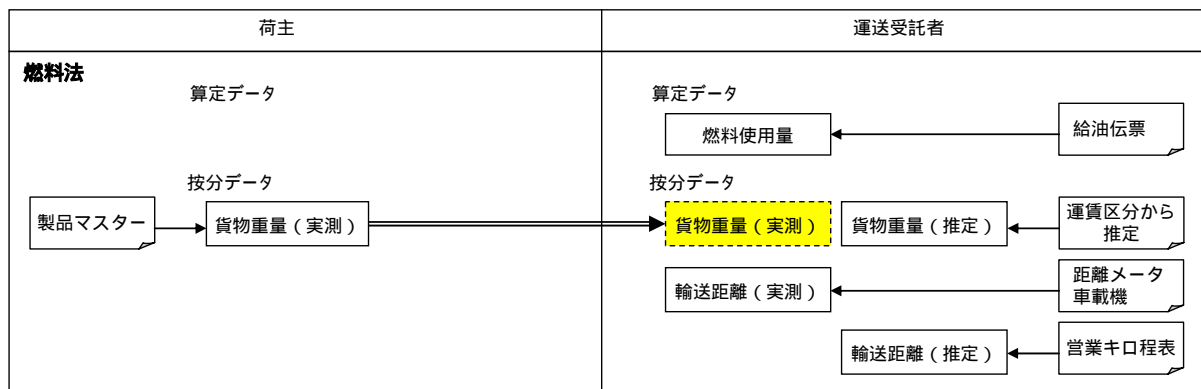 荷主
運送受託者
燃料法
算定データ
算定データ
燃料使用量
給油伝票
按分データ
按分データ
製品マスター
貨物重量(実測)
貨物重量(実測)
貨物重量(推定)
運賃区分から
推定
輸送距離(実測)
距離メータ
車載機
輸送距離(推定)
営業キロ程表